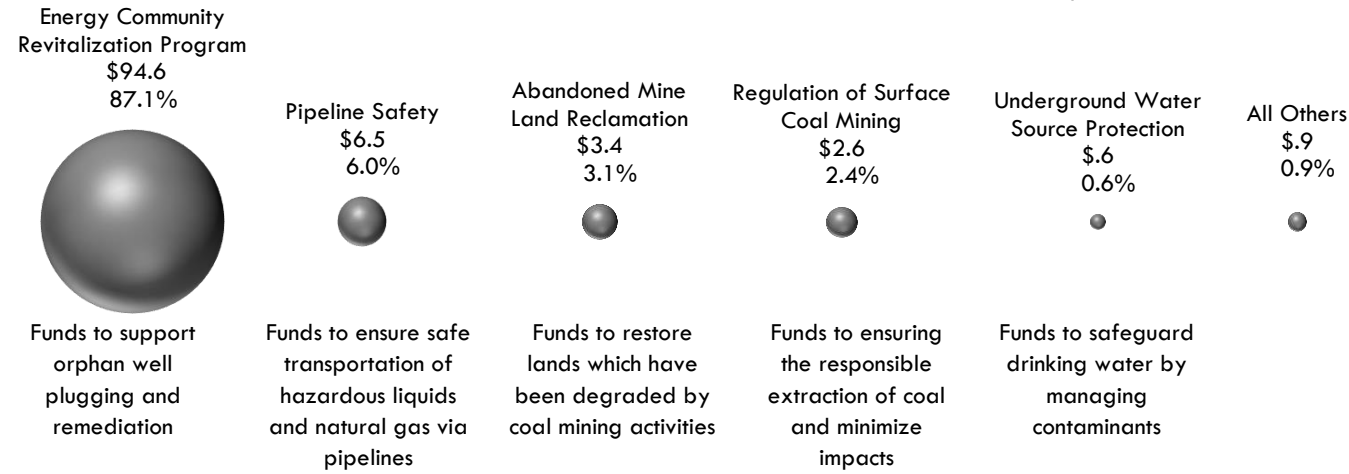 Energy Community
Revitalization Program
$94.6
87.1%
Pipeline Safety
$6.5
6.0%
Abandoned Mine
Land Reclamation
$3.4
3.1%
Regulation of Surface
Coal Mining
$2.6
2.4%
Underground Water
Source Protection
$.6
0.6%
All Others
$.9
0.9%
Funds to support
orphan well
plugging and
remediation
Funds to ensure safe
transportation of
hazardous liquids
and natural gas via
pipelines
Funds to restore
lands which have
been degraded by
coal mining activities
Funds to ensuring
the responsible
extraction of coal
and minimize
impacts
Funds to safeguard
drinking water by
managing
contaminants